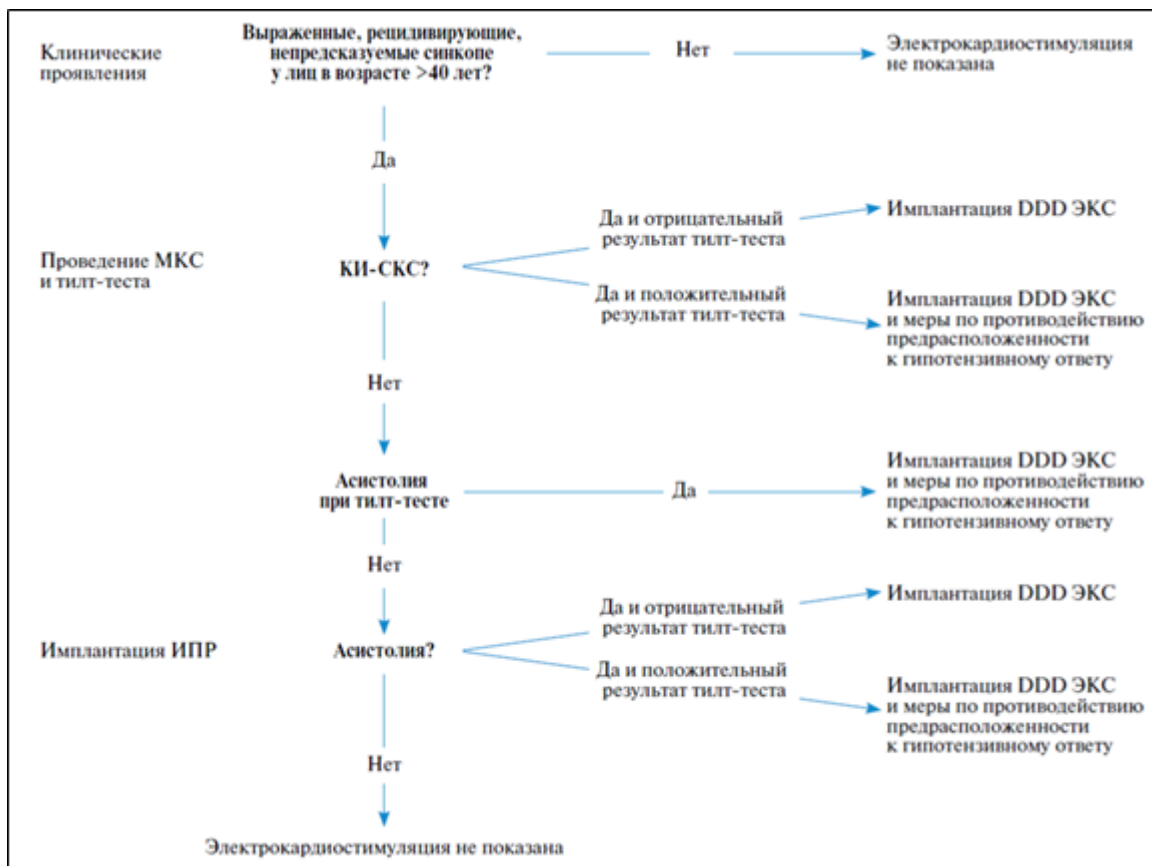 Клинические
проявления
Выраженные, рецидивирующие,
непредсказуемые синкопе
у лиц в возрасте >40 лет?
Нет
Электрокардиостимуляция
не показана
Да
Проведение МКС
и тилт-теста
КИ-СКС?
Да и отрицательный
результат тилт-теста
Имплантация DDD ЭКС
Да и положительный
результат тилт-теста
Имплантация DDD ЭКС
и меры по противодействию
предрасположенности
к гипотензивному ответу
Нет
Асистолия
при тилт-тесте
Да
Имплантация DDD ЭКС
и меры по противодействию
предрасположенности
к гипотензивному ответу
Нет
Имплантация ИПР
Асистолия?
Да и отрицательный
результат тилт-теста
Имплантация DDD ЭКС
Да и положительный
результат тилт-теста
Имплантация DDD ЭКС
и меры по противодействию
предрасположенности
к гипотензивному ответу
Нет
Электрокардиостимуляция не показана